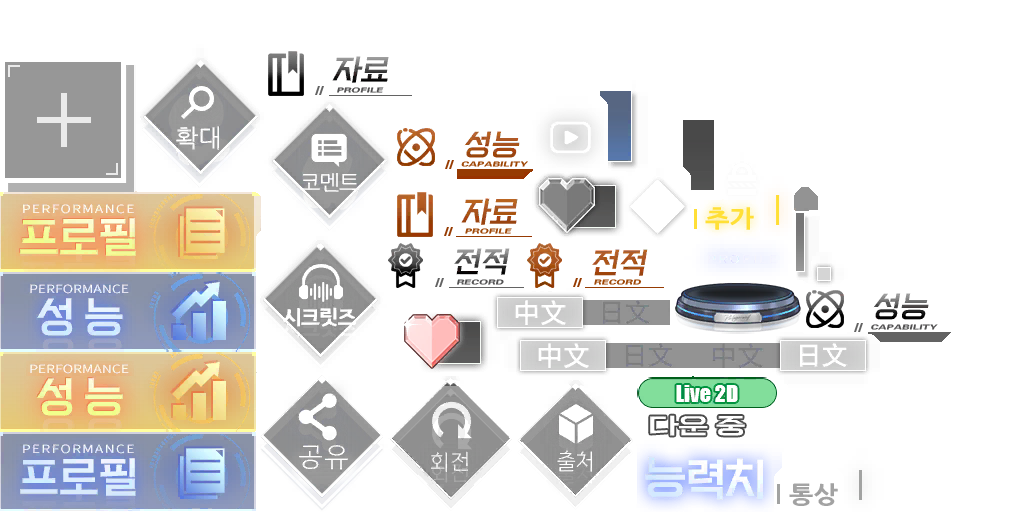 자료
// PROFILE
확대
코멘트
성능
// CAPABILITY
PERFORMANCE
프로필
자료
// PROFILE
추가
전적
// RECORD
전적
// RECORD
PERFORMANCE
성능
시크릿즈
中文 日文
성능
// CAPABILITY
中文 日文 中文 日文
PERFORMANCE
성능
Live 2D
다운 중
공유
회전
출처
PERFORMANCE
프로필
능력치
통상